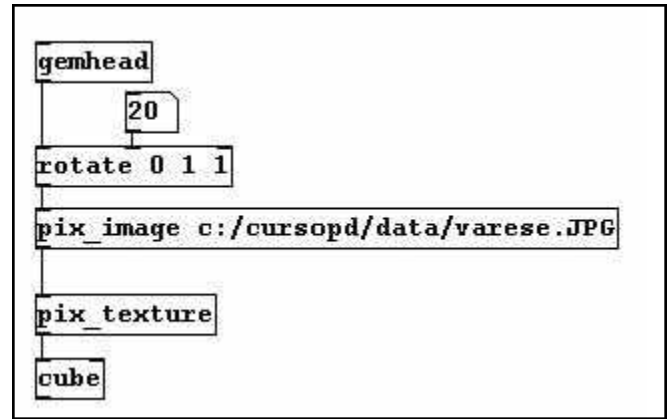 gemhead
20
rotate 0 1 1
pix_image c:/cursopd/data/varese.JPG
pix_texture
cube